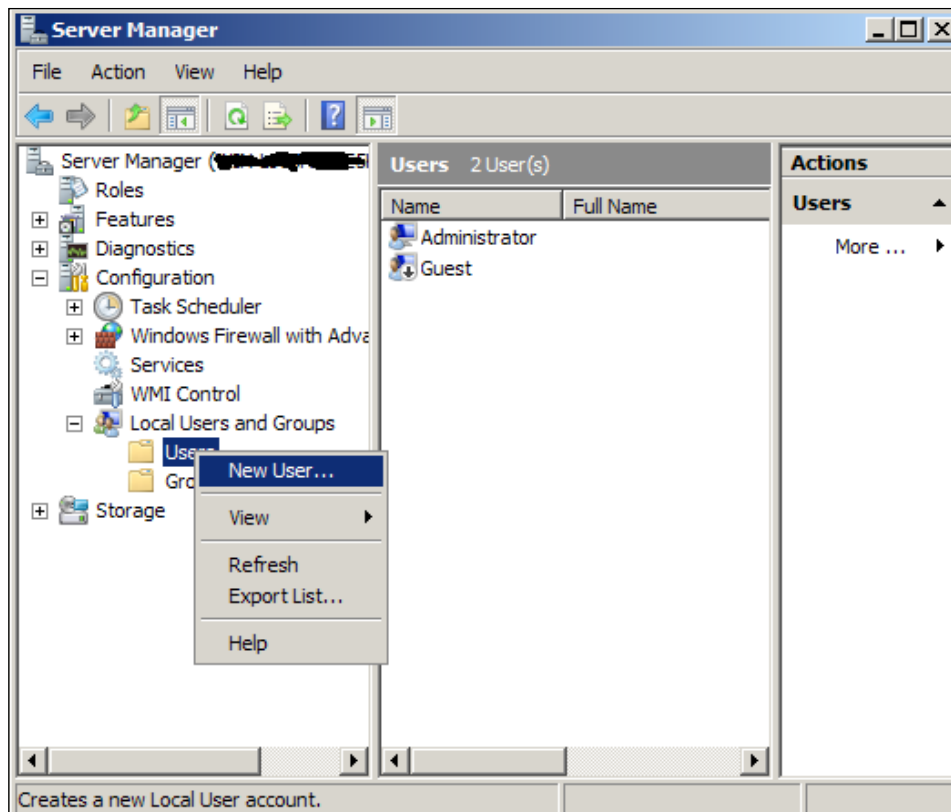 Server Manager
File Action View Help
Server Manager (
Roles
Features
Diagnostics
Configuration
Task Scheduler
Windows Firewall with Adva
Services
WMI Control
Local Users and Groups
Users
Gro
Storage
New User...
View
Refresh
Export List...
Help
Users 2 User(s)
Name Full Name
Administrator
Guest
Actions
Users
More ...
Creates a new Local User account.